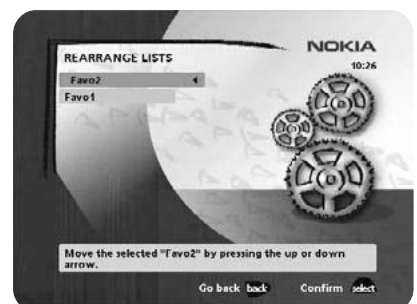 NOKIA
REARRANGE LISTS
10:26
Favo2
Favo1
Move the selected "Favo2" by pressing the up or down
arrow.
Go back back Confirm select